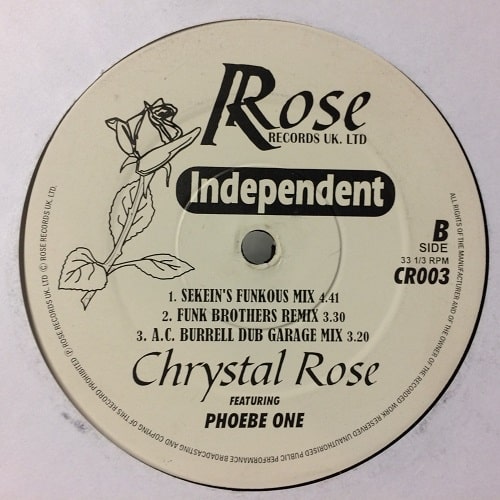 Rose
RECORDS UK. LTD
Independent
B
SIDE
33 1/3 RPM
CR003
1. SEKEIN'S FUNKOUS MIX 4.41
2. FUNK BROTHERS REMIX 3.30
3. A.C. BURRELL DUB GARAGE MIX 3.20
Chrystal Rose
FEATURING
PHOEBE ONE
ALL RIGHTS OF THE MANUFACTURER AND OF THE OWNER OF THE RECORDED WORK RESERVED UNAUTHORISED PUBLIC PERFORMANCE BROADCASTING AND COPYING OF THIS RECORD PROHIBITED ℗ ROSE RECORDS UK. LTD © ROSE RECORDS UK. LTD.